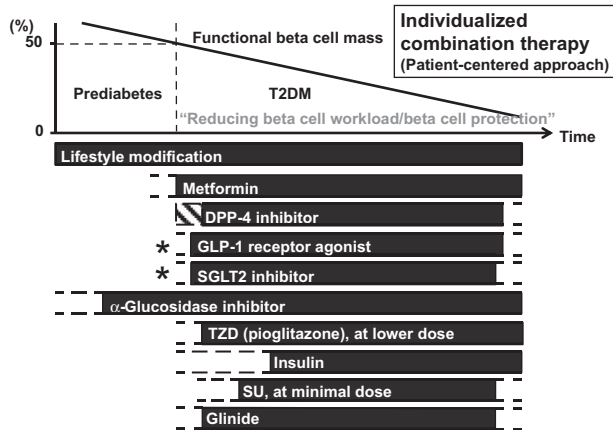 (%)
50
0
Functional beta cell mass
Individualized
combination therapy
(Patient-centered approach)
Prediabetes
T2DM
“Reducing beta cell workload/beta cell protection”
Time
Lifestyle modification
Metformin
DPP-4 inhibitor
* GLP-1 receptor agonist
* SGLT2 inhibitor
α-Glucosidase inhibitor
TZD (pioglitazone), at lower dose
Insulin
SU, at minimal dose
Glinide